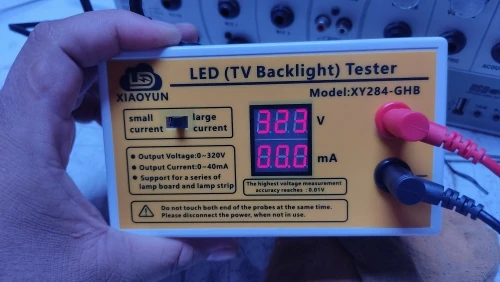 LED (TV Backlight) Tester
XIAOYUN
Model:XY284-GHB
small current
large current
323 V
00.0 mA
● Output Voltage:0~320V
● Output Current:0~40mA
● Support for a series of
lamp board and lamp strip
The highest voltage measurement
accuracy reaches :0.01V
Do not touch both end of the probes at the same time.
Please disconnect the power, when not in use.